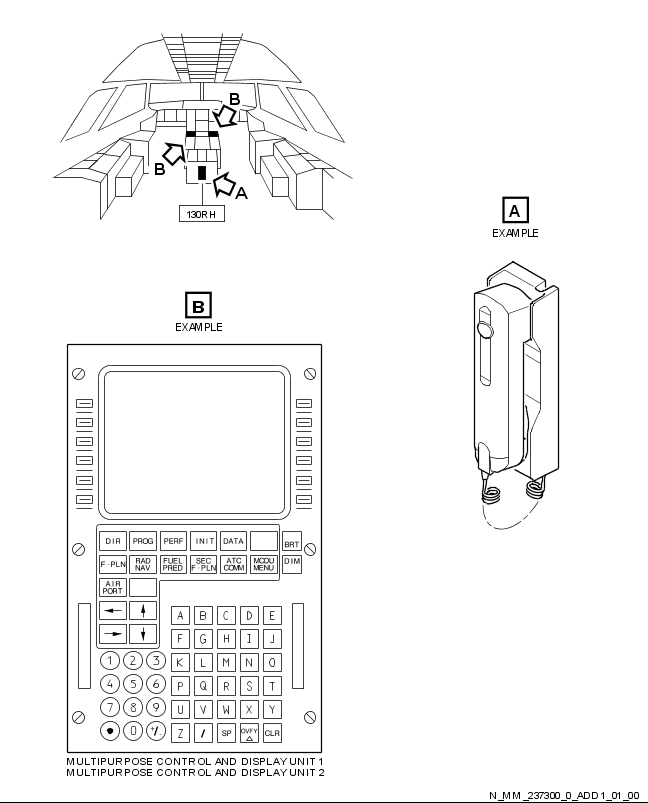 B
B
A
130RH
A
EXAMPLE
B
EXAMPLE
DIR PROG PERF INIT DATA
BRT
F-PLN RAD NAV FUEL PRED SEC F-PLN ATC COMM MCDU MENU DIM
AIR PORT
A B C D E
F G H I J
1 2 3 K L M N O
4 5 6 P Q R S T
7 8 9 U V W X Y
0 +/- Z / SP OVFY CLR
MULTIPURPOSE CONTROL AND DISPLAY UNIT 1
MULTIPURPOSE CONTROL AND DISPLAY UNIT 2
N_MM_237300_0_ADD1_01_00